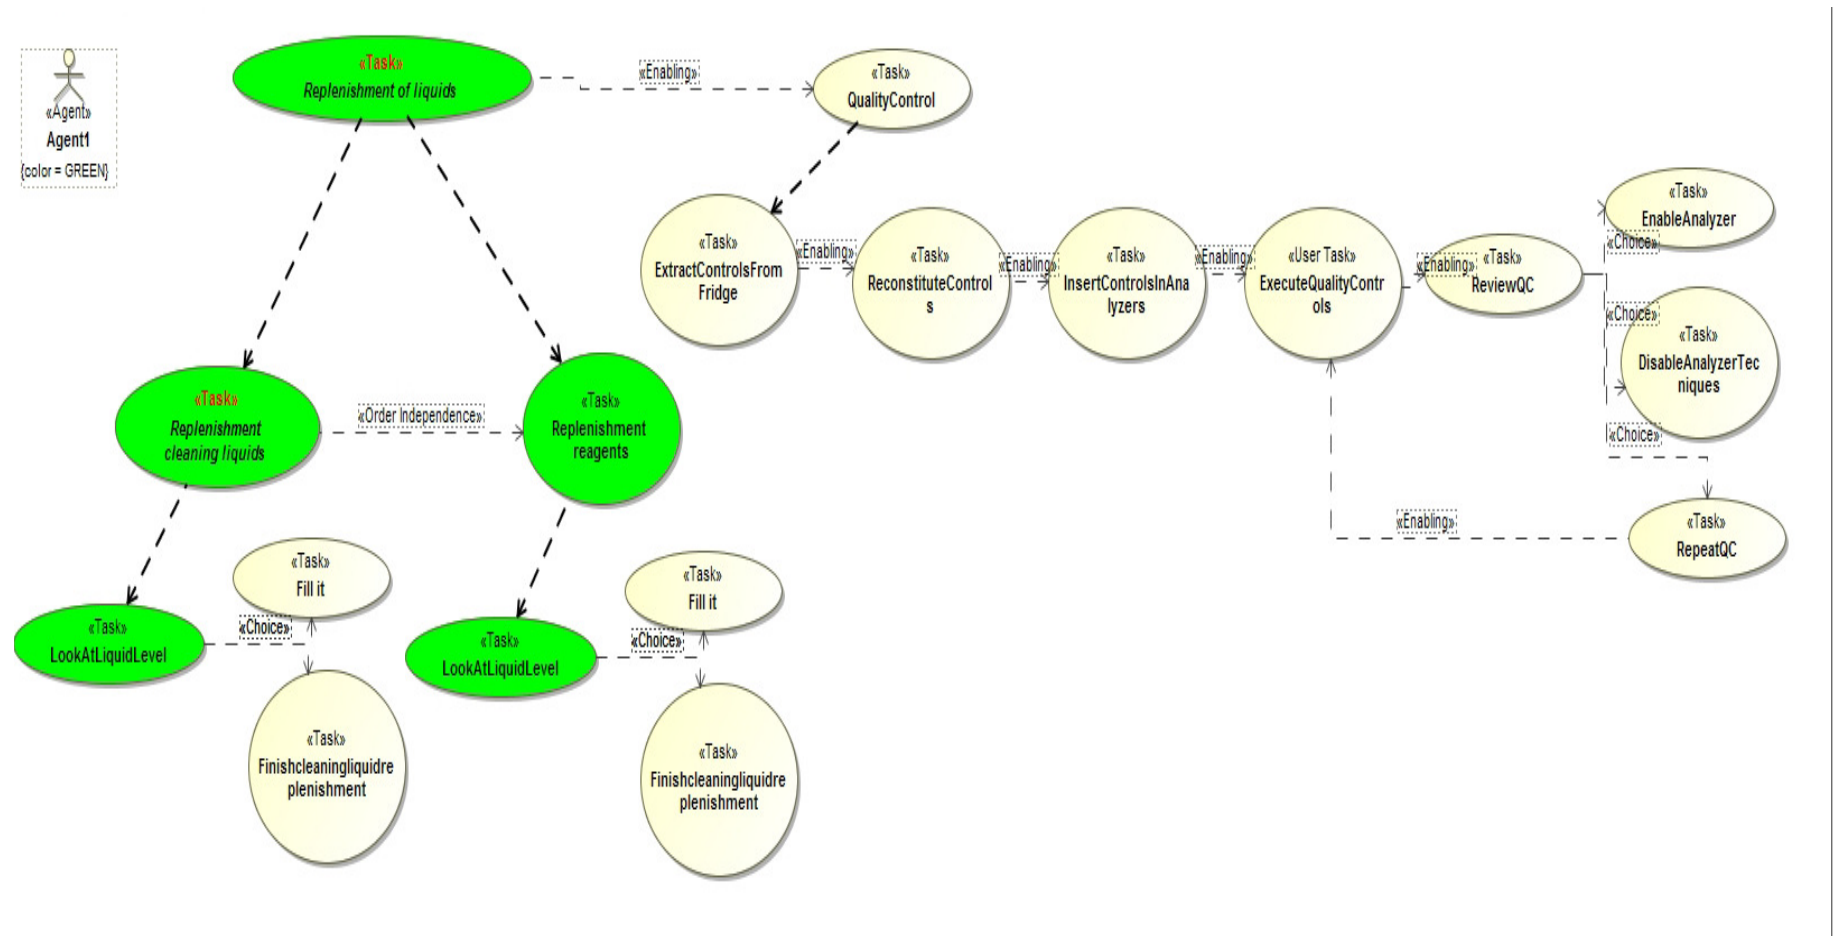 «Agent»
Agent1
{color = GREEN}
«Task»
Replenishment of liquids
«Enabling»
«Task»
QualityControl
«Task»
ExtractControlsFrom
Fridge
«Enabling»
«Task»
ReconstituteControl
s
«Enabling»
«Task»
InsertControlsInAna
lyzers
«Enabling»
«User Task»
ExecuteQualityContr
ols
«Enabling»
«Task»
ReviewQC
«Task»
EnableAnalyzer
«Choice»
«Choice»
«Task»
DisableAnalyzerTec
niques
«Choice»
«Task»
RepeatQC
«Enabling»
«Task»
Replenishment
cleaning liquids
«Order Independence»
«Task»
Replenishment
reagents
«Task»
LookAtLiquidLevel
«Choice»
«Task»
Fill it
«Task»
Finishcleaningliquidre
plenishment
«Task»
LookAtLiquidLevel
«Choice»
«Task»
Fill it
«Task»
Finishcleaningliquidre
plenishment